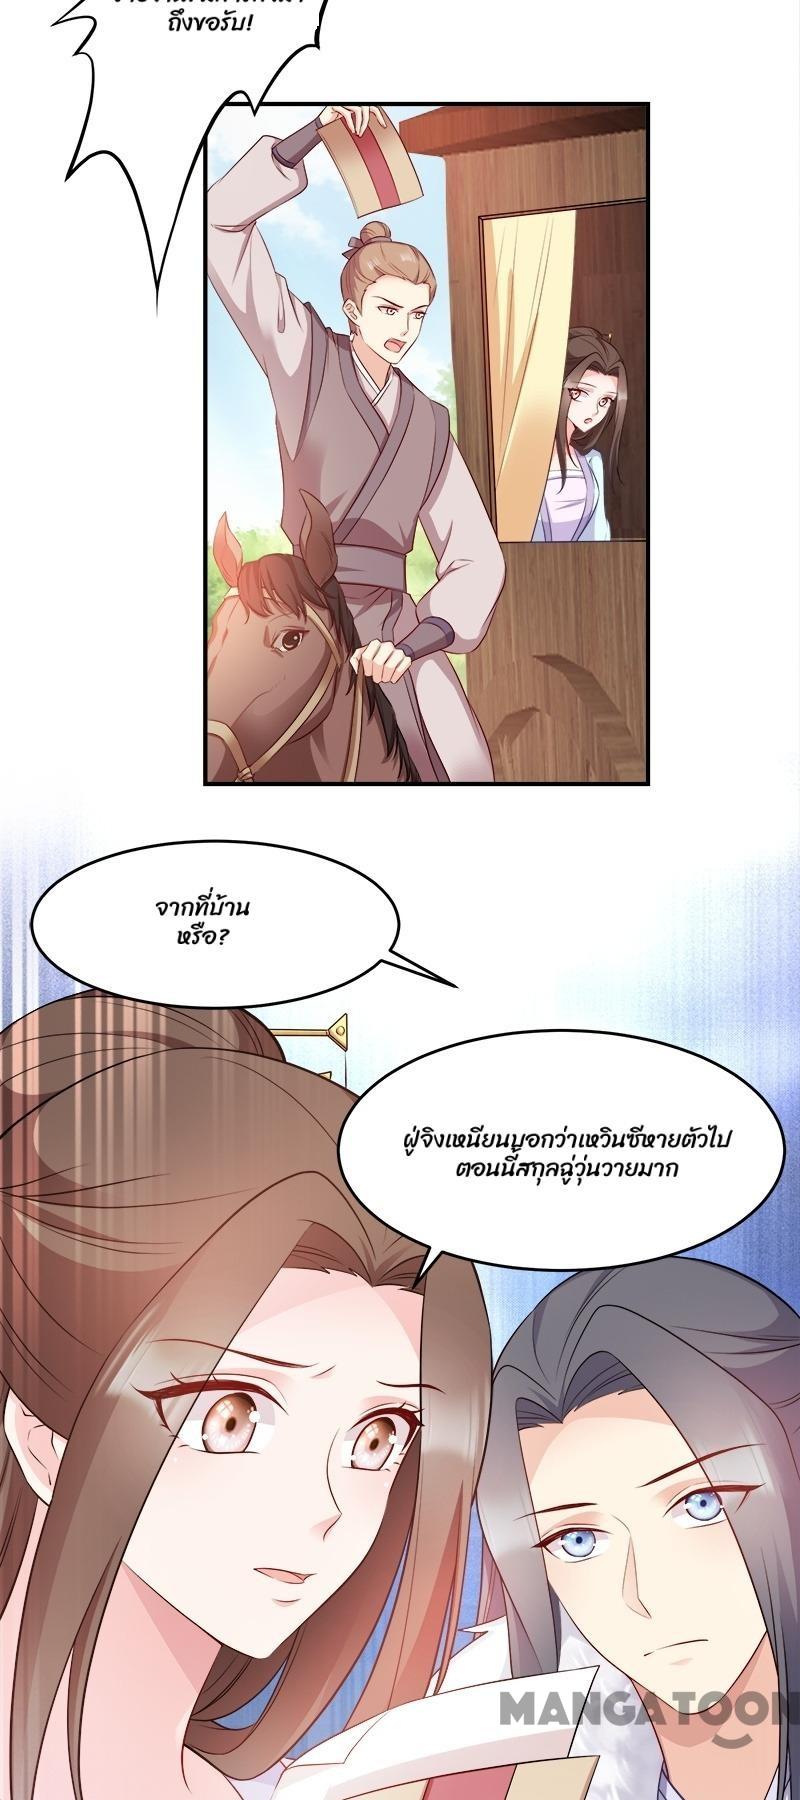 ถึงขอรับ!
จากที่บ้าน
หรือ?
ฝู่จิงเหนียนบอกว่าเหวินซีหายตัวไป
ตอนนี้สกุลฉู่วุ่นวายมาก
MANGATOON